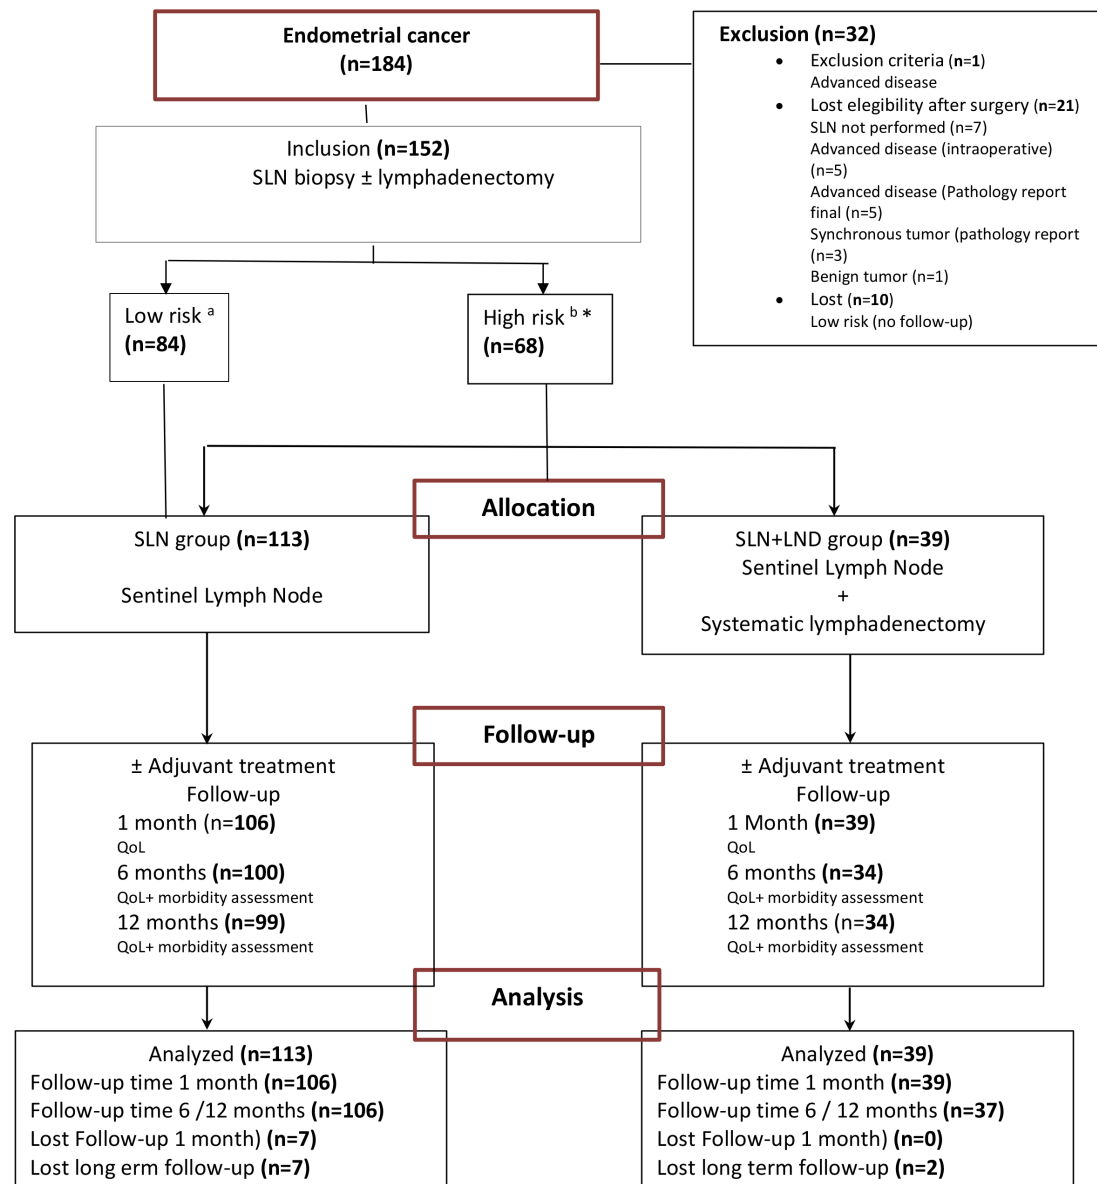 Endometrial cancer
(n=184)
Exclusion (n=32)
• Exclusion criteria (n=1)
Advanced disease
• Lost elegibility after surgery (n=21)
SLN not performed (n=7)
Advanced disease (intraoperative)
(n=5)
Advanced disease (Pathology report
final (n=5)
Synchronous tumor (pathology report
(n=3)
Benign tumor (n=1)
• Lost (n=10)
Low risk (no follow-up)
Inclusion (n=152)
SLN biopsy ± lymphadenectomy
Low risk a
(n=84)
High risk b *
(n=68)
Allocation
SLN group (n=113)
Sentinel Lymph Node
SLN+LND group (n=39)
Sentinel Lymph Node
+
Systematic lymphadenectomy
Follow-up
± Adjuvant treatment
Follow-up
1 month (n=106)
QoL
6 months (n=100)
QoL+ morbidity assessment
12 months (n=99)
QoL+ morbidity assessment
± Adjuvant treatment
Follow-up
1 Month (n=39)
QoL
6 months (n=34)
QoL+ morbidity assessment
12 months (n=34)
QoL+ morbidity assessment
Analysis
Analyzed (n=113)
Follow-up time 1 month (n=106)
Follow-up time 6 /12 months (n=106)
Lost Follow-up 1 month) (n=7)
Lost long erm follow-up (n=7)
Analyzed (n=39)
Follow-up time 1 month (n=39)
Follow-up time 6 / 12 months (n=37)
Lost Follow-up 1 month) (n=0)
Lost long term follow-up (n=2)